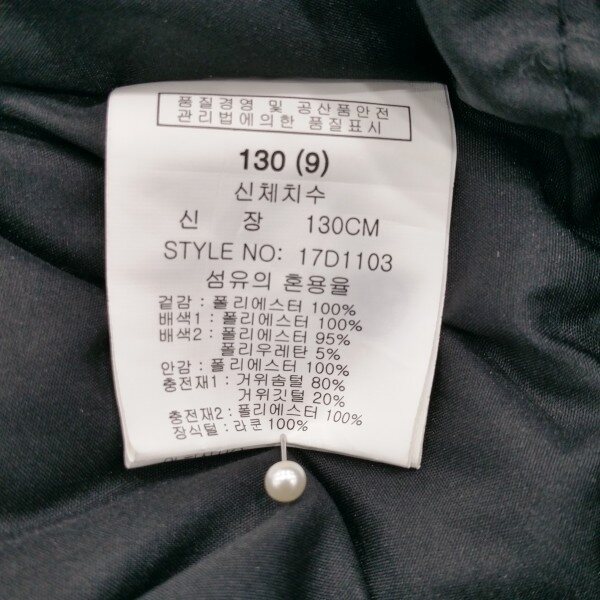 품질경영 및 공산품안전
관리법에의한 품질표시
130 (9)
신체치수
신 장 130CM
STYLE NO: 17D1103
섬유의 혼용율
겉감 : 폴리에스터 100%
배색1 : 폴리에스터 100%
배색2 : 폴리에스터 95%
폴리우레탄 5%
안감 : 폴리에스터 100%
충전재1 : 거위솜털 80%
거위깃털 20%
충전재2 : 폴리에스터 100%
장식털 : 라쿤 100%